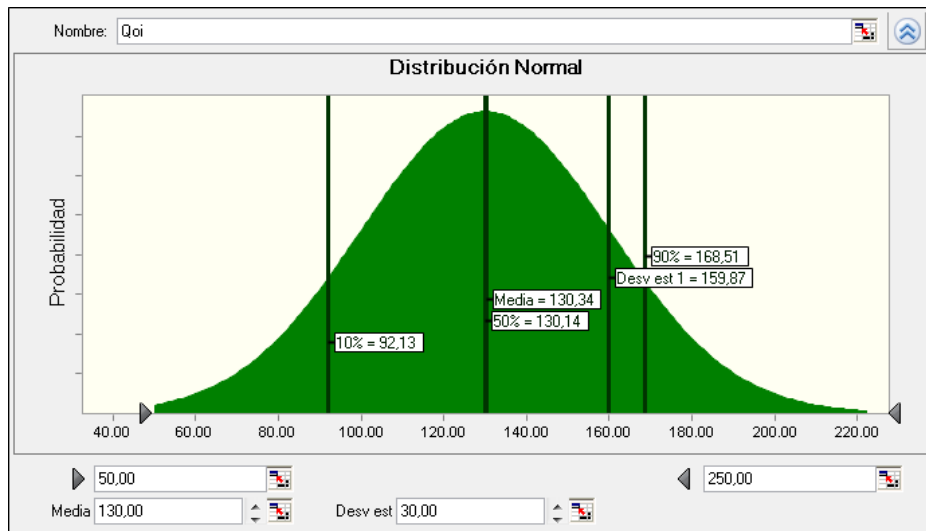 Nombre: Qoi
Distribución Normal
Probabilidad
90% = 168,51
Desv est 1 = 159,87
Media = 130,34
50% = 130,14
10% = 92,13
40.00 60.00 80.00 100.00 120.00 140.00 160.00 180.00 200.00 220.00
50,00 250,00
Media 130,00 Desv est 30,00